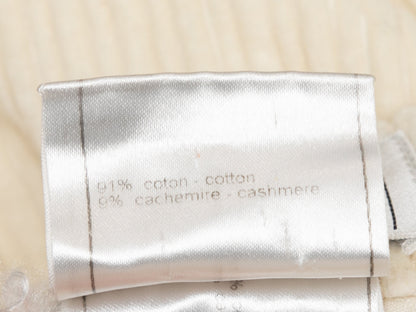 91% coton - cotton
9% cachemire - cashmere